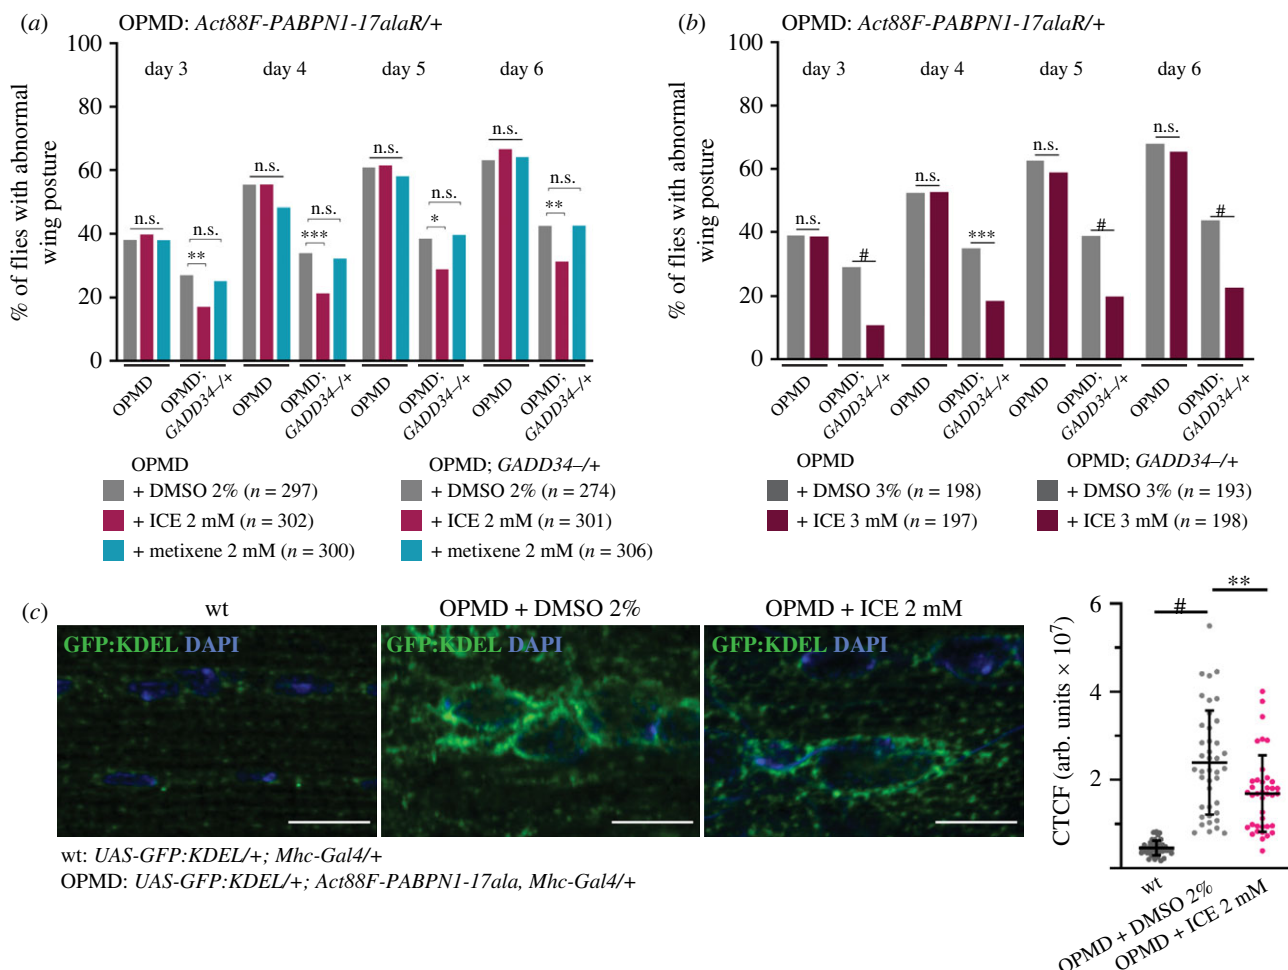 (a) OPMD: Act88F-PABPN1-17alaR/+
% of flies with abnormal
wing posture
100
80
60
40
20
0
day 3 day 4 day 5 day 6
n.s. n.s. n.s. n.s.
n.s. n.s. n.s. n.s.
** *** * **
OPMD OPMD; GADD34–/+ OPMD OPMD; GADD34–/+ OPMD OPMD; GADD34–/+ OPMD OPMD; GADD34–/+
OPMD
+ DMSO 2% (n = 297)
+ ICE 2 mM (n = 302)
+ metixene 2 mM (n = 300)
OPMD; GADD34–/+
+ DMSO 2% (n = 274)
+ ICE 2 mM (n = 301)
+ metixene 2 mM (n = 306)
(b) OPMD: Act88F-PABPN1-17alaR/+
% of flies with abnormal
wing posture
100
80
60
40
20
0
day 3 day 4 day 5 day 6
n.s. n.s. n.s. n.s.
# *** # #
OPMD OPMD; GADD34–/+ OPMD OPMD; GADD34–/+ OPMD OPMD; GADD34–/+ OPMD OPMD; GADD34–/+
OPMD
+ DMSO 3% (n = 198)
+ ICE 3 mM (n = 197)
OPMD; GADD34–/+
+ DMSO 3% (n = 193)
+ ICE 3 mM (n = 198)
(c) wt OPMD + DMSO 2% OPMD + ICE 2 mM
GFP:KDEL DAPI GFP:KDEL DAPI GFP:KDEL DAPI
wt: UAS-GFP:KDEL/+; Mhc-Gal4/+
OPMD: UAS-GFP:KDEL/+; Act88F-PABPN1-17ala, Mhc-Gal4/+
CTCF (arb. units × 10⁷)
6
4
2
# **
wt
OPMD + DMSO 2%
OPMD + ICE 2 mM